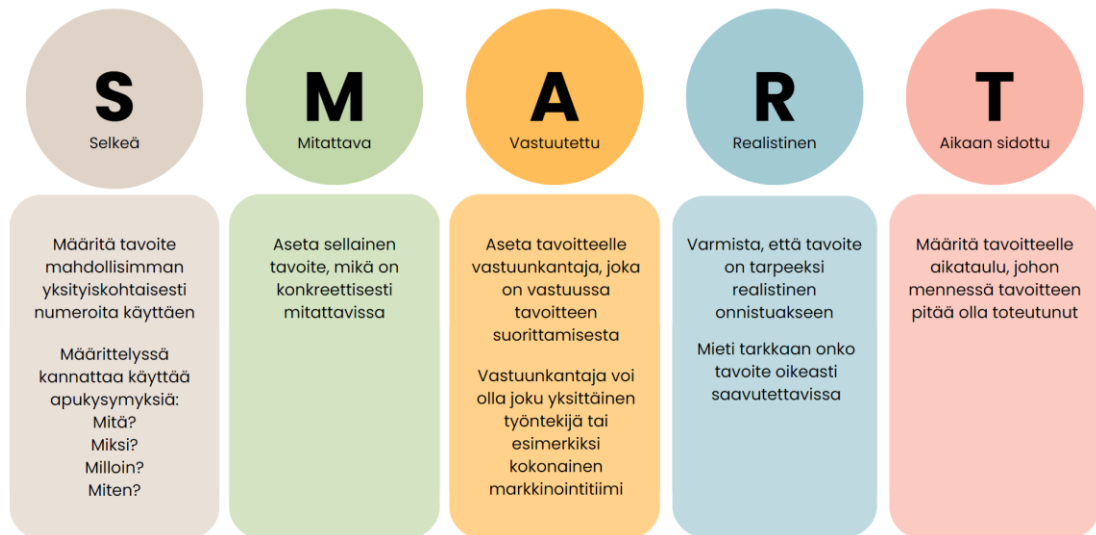 S
Selkeä
M
Mitattava
A
Vastuutettu
R
Realistinen
T
Aikaan sidottu
Määritä tavoite
mahdollisimman
yksityiskohtaisesti
numeroita käyttäen
Määrittelyssä
kannattaa käyttää
apukysymyksiä:
Mitä?
Miksi?
Milloin?
Miten?
Aseta sellainen
tavoite, mikä on
konkreettisesti
mitattavissa
Aseta tavoitteelle
vastuunkantaja, joka
on vastuussa
tavoitteen
suorittamisesta
Vastuunkantaja voi
olla joku yksittäinen
työntekijä tai
esimerkiksi
kokonainen
markkinointitiimi
Varmista, että tavoite
on tarpeeksi
realistinen
onnistuakseen
Mieti tarkkaan onko
tavoite oikeasti
saavutettavissa
Määritä tavoitteelle
aikataulu, johon
mennessä tavoitteen
pitää olla toteutunut